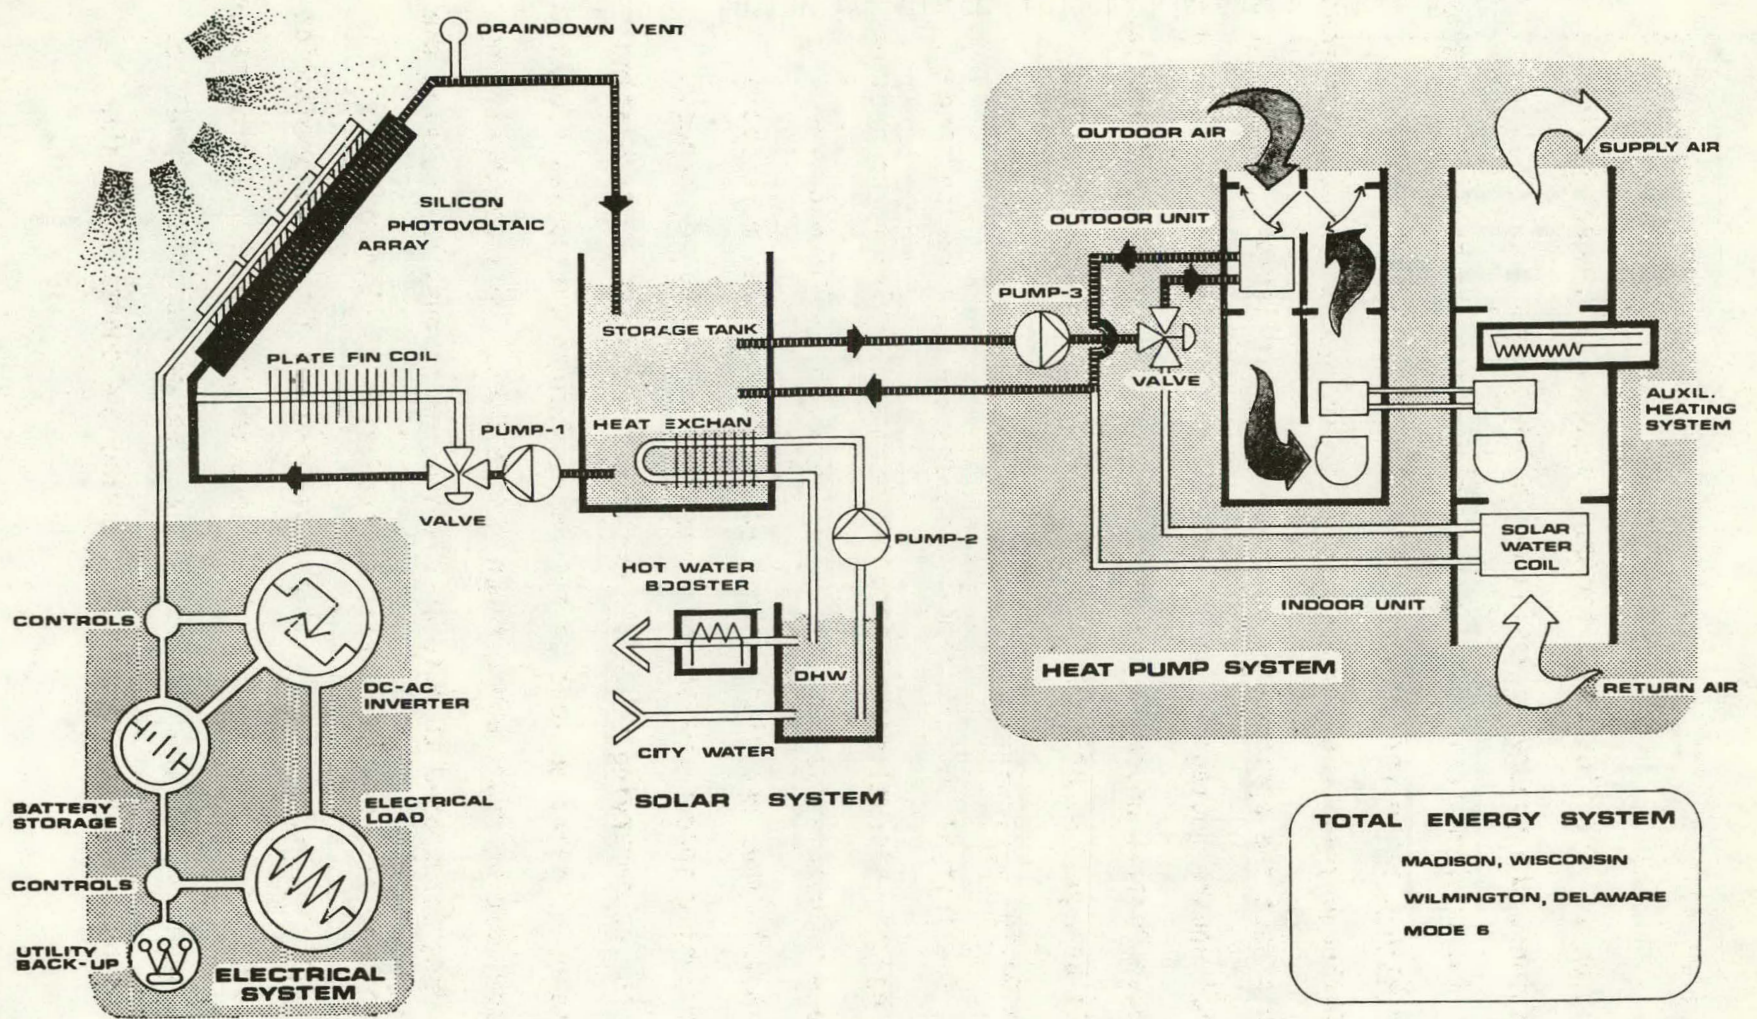 DRAINDOWN VENT
SILICON
PHOTOVOLTAIC
ARRAY
PLATE FIN COIL
PUMP-1
VALVE
STORAGE TANK
HEAT EXCHAN
PUMP-2
HOT WATER
BOOSTER
DHW
CITY WATER
SOLAR SYSTEM
CONTROLS
DC-AC
INVERTER
BATTERY
STORAGE
ELECTRICAL
LOAD
CONTROLS
UTILITY
BACK-UP
ELECTRICAL
SYSTEM
OUTDOOR AIR
SUPPLY AIR
OUTDOOR UNIT
PUMP-3
VALVE
AUXIL.
HEATING
SYSTEM
SOLAR
WATER
COIL
INDOOR UNIT
HEAT PUMP SYSTEM
RETURN AIR
TOTAL ENERGY SYSTEM
MADISON, WISCONSIN
WILMINGTON, DELAWARE
MODE 6